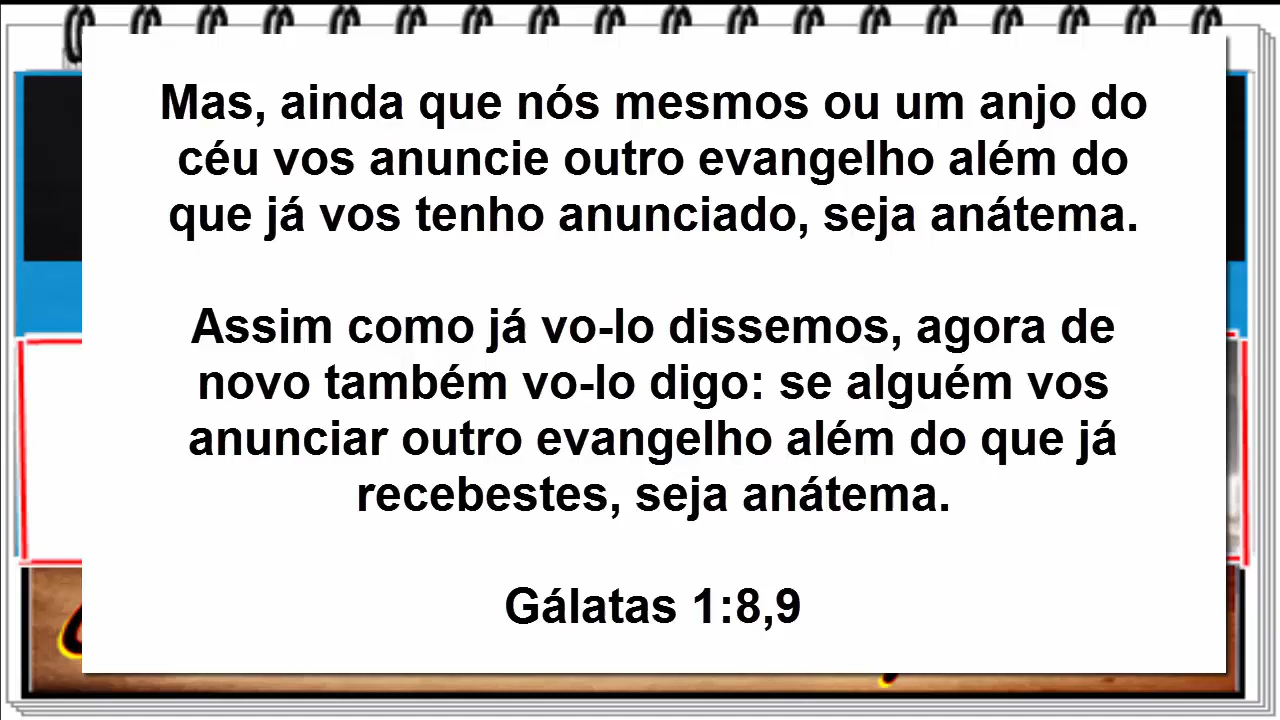 Mas, ainda que nós mesmos ou um anjo do
céu vos anuncie outro evangelho além do
que já vos tenho anunciado, seja anátema.
Assim como já vo-lo dissemos, agora de
novo também vo-lo digo: se alguém vos
anunciar outro evangelho além do que já
recebestes, seja anátema.
Gálatas 1:8,9